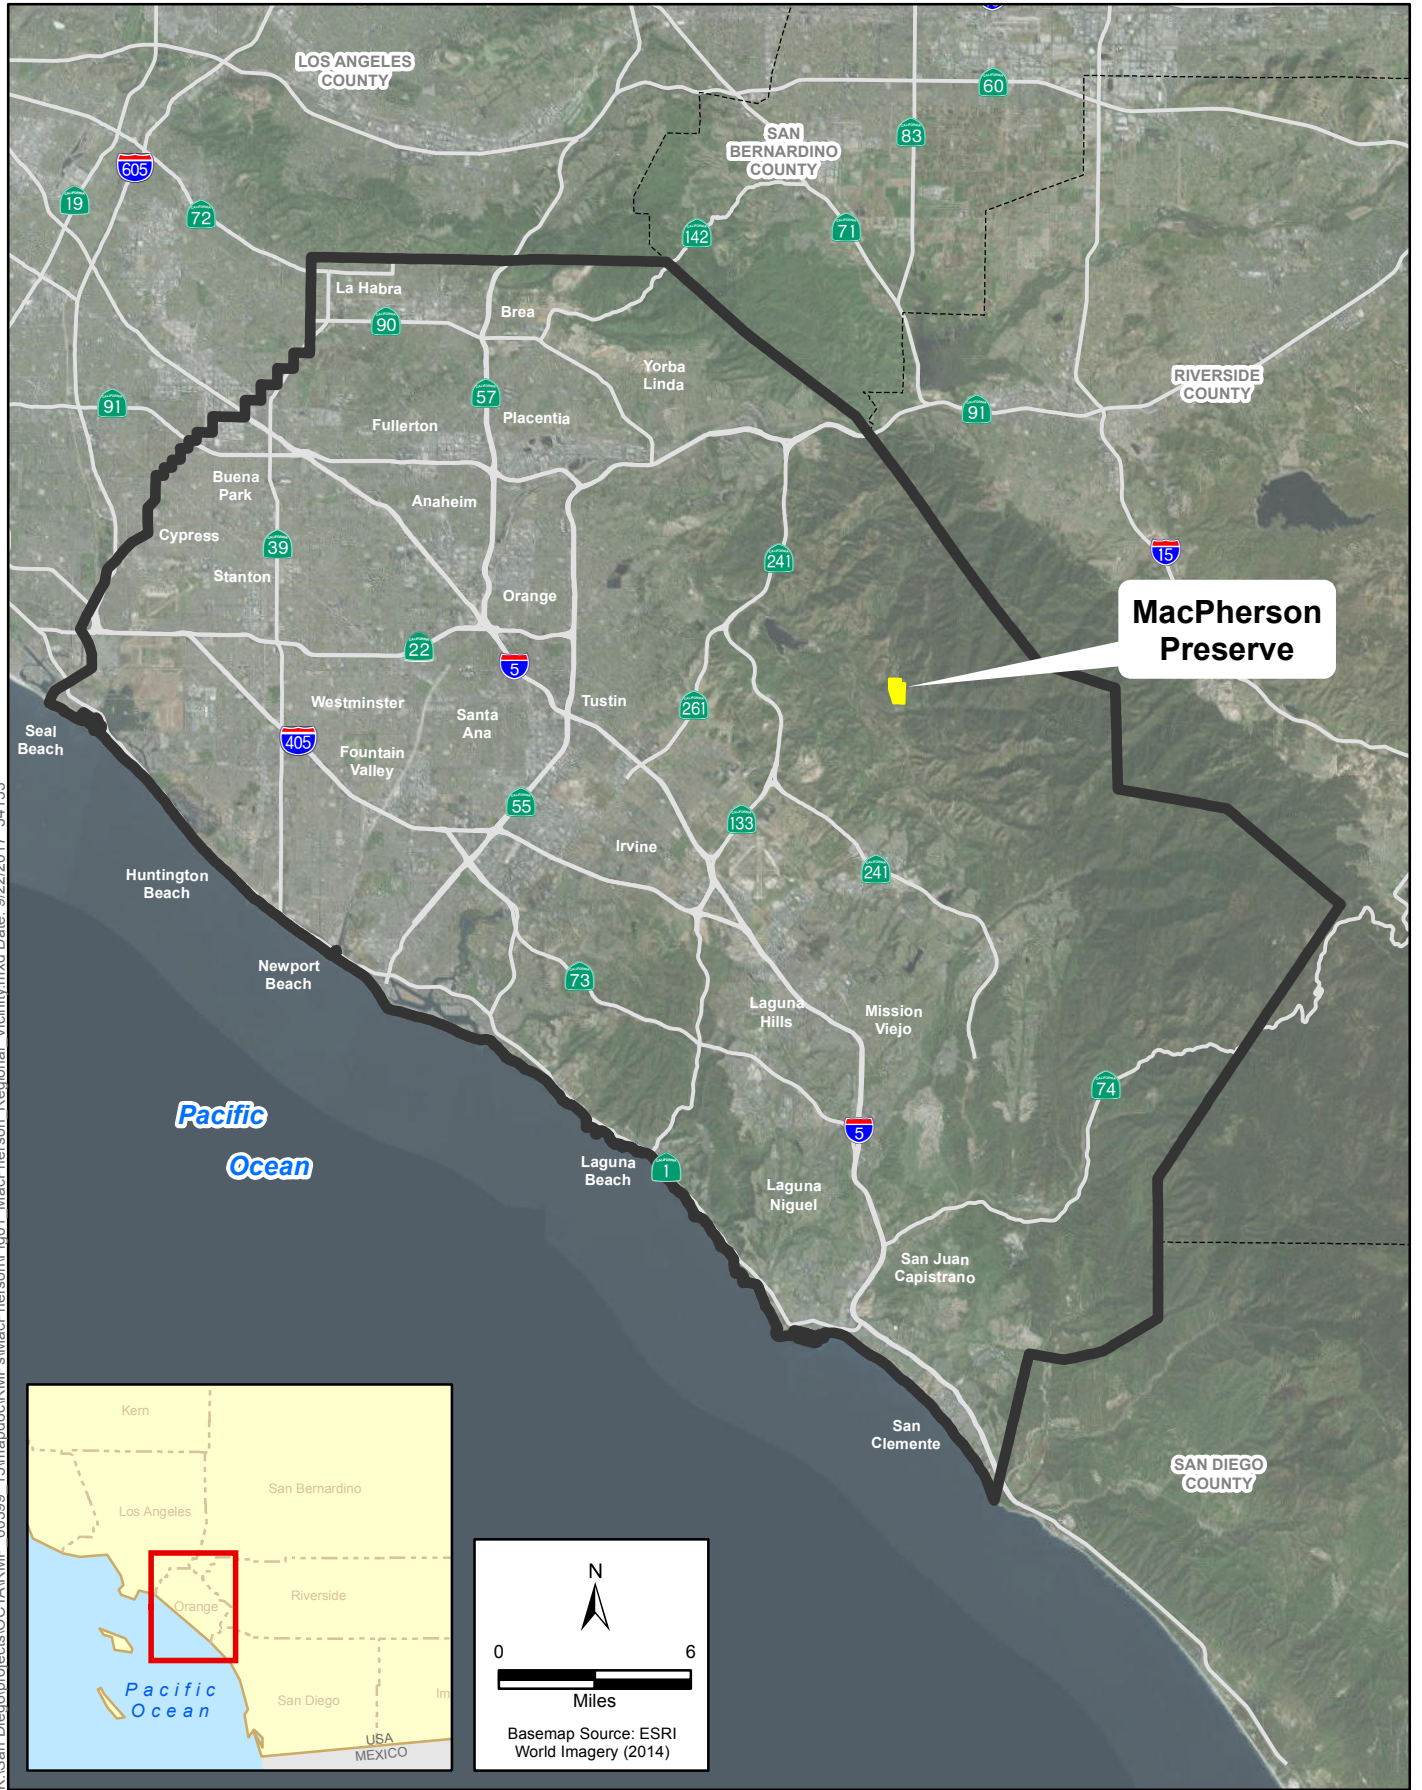 LOS ANGELES
COUNTY
SAN
BERNARDINO
COUNTY
60
83
605
19
72
142
71
La Habra
90
Brea
Yorba
Linda
RIVERSIDE
COUNTY
91
57
Placentia
91
Fullerton
Buena
Park
Anaheim
Cypress
39
Stanton
241
15
Orange
MacPherson
Preserve
22
5
Westminster
Santa
Ana
Tustin
261
Seal
Beach
405
Fountain
Valley
55
133
Irvine
241
Huntington
Beach
Newport
Beach
73
Laguna
Hills
Mission
Viejo
74
Pacific
Ocean
5
Laguna
Beach
1
Laguna
Niguel
San Juan
Capistrano
San
Clemente
SAN DIEGO
COUNTY
Kern
San Bernardino
Los Angeles
Riverside
Orange
Pacific
Ocean
San Diego
Im
USA
MEXICO
N
0 6
Miles
Basemap Source: ESRI
World Imagery (2014)